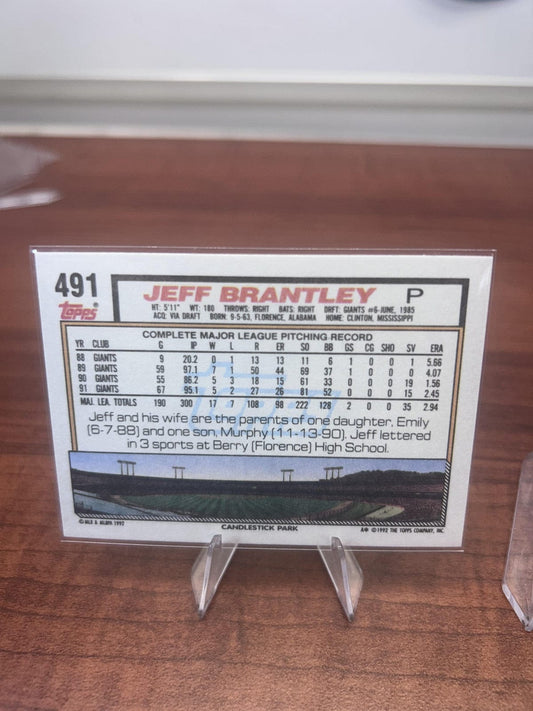 491
Topps
JEFF BRANTLEY P
HT: 5'11" WT: 180 THROWS: RIGHT BATS: RIGHT DRFT: GIANTS #6-JUNE, 1985
ACQ: VIA DRAFT BORN: 9-5-63, FLORENCE, ALABAMA HOME: CLINTON, MISSISSIPPI
COMPLETE MAJOR LEAGUE PITCHING RECORD
YR CLUB G IP W L R ER SO BB GS CG SHO SV ERA
88 GIANTS 9 20.2 0 1 13 13 11 6 1 0 0 1 5.66
89 GIANTS 59 97.1 7 1 50 44 69 37 1 0 0 0 4.07
90 GIANTS 55 86.2 5 3 18 15 61 33 0 0 0 19 1.56
91 GIANTS 67 95.1 5 2 27 26 81 52 0 0 0 15 2.45
MAJ. LEA. TOTALS 190 300 17 7 108 98 222 128 2 0 0 35 2.94
Jeff and his wife are the parents of one daughter, Emily
(6-7-88) and one son, Murphy (11-13-90). Jeff lettered
in 3 sports at Berry (Florence) High School.
© MLB & MLBPA 1992
CANDLESTICK PARK
A* © 1992 THE TOPPS COMPANY, INC.